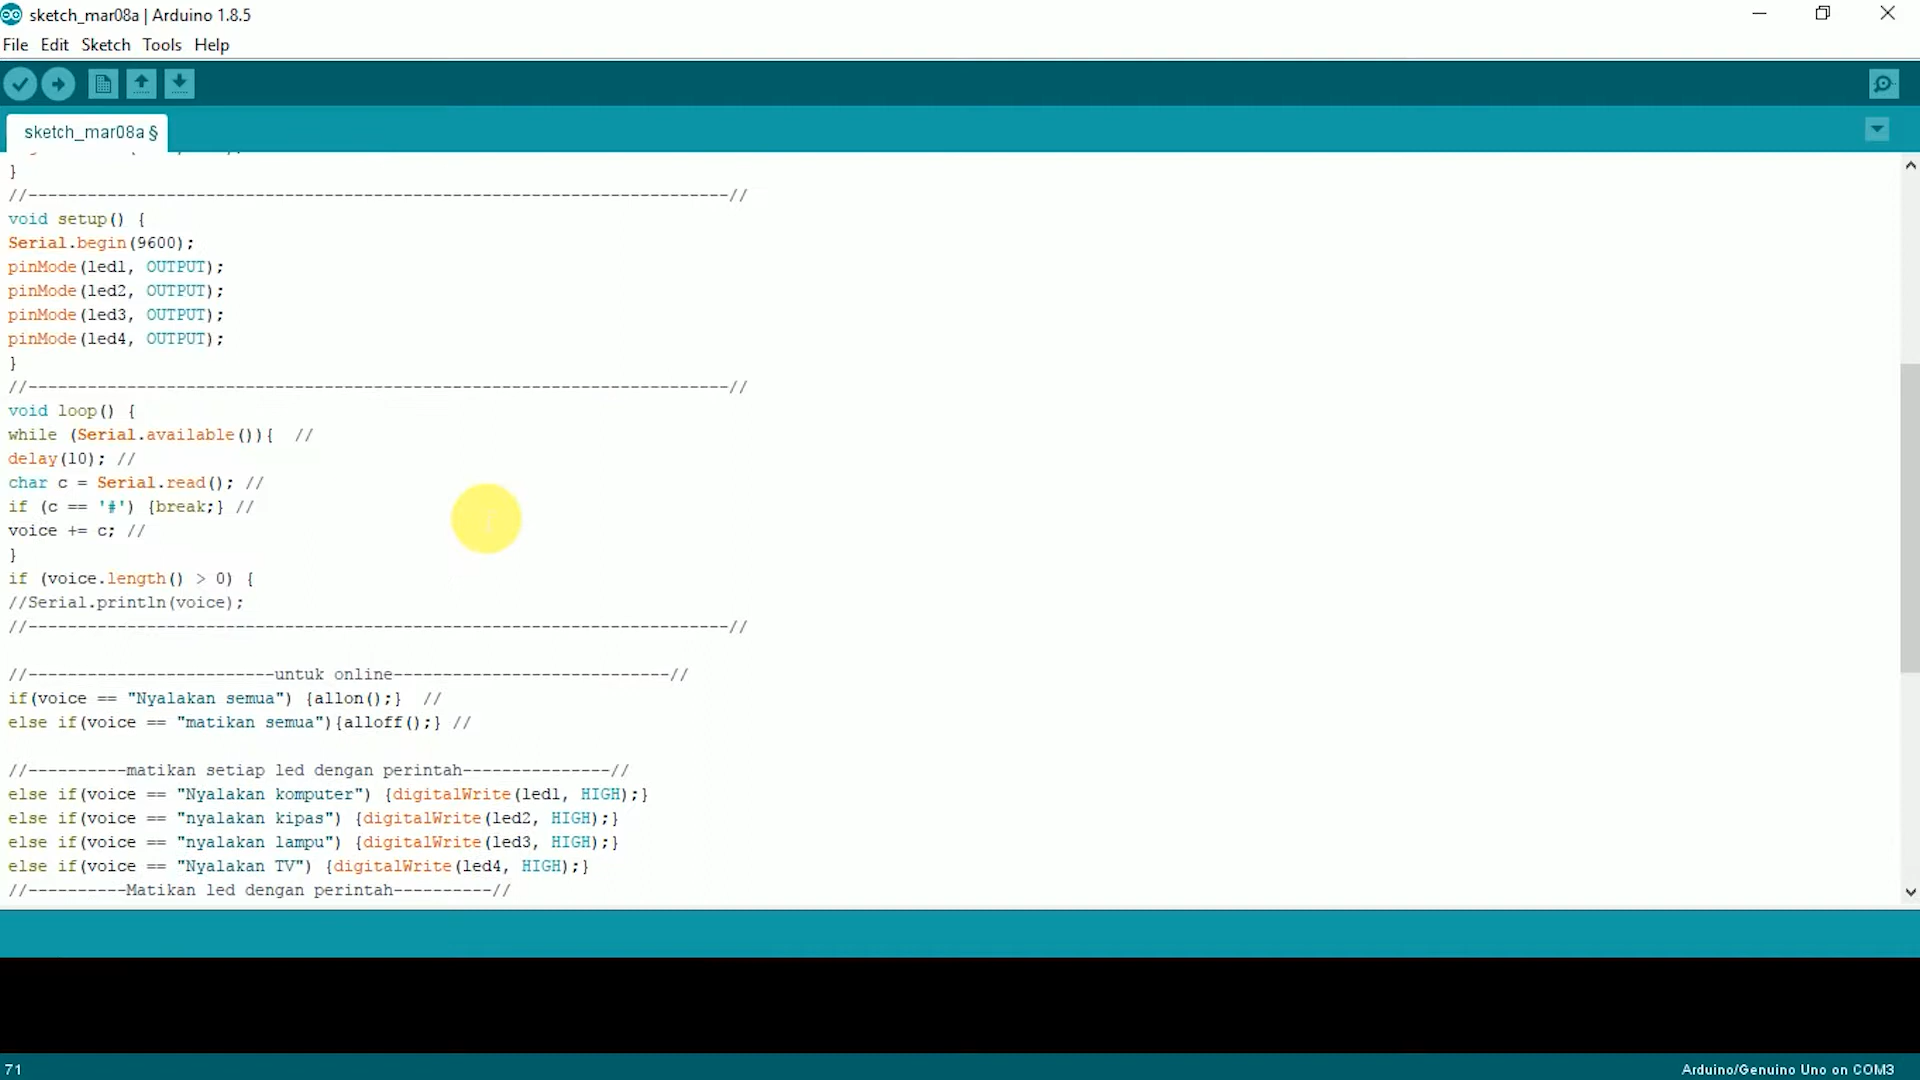 sketch_mar08a | Arduino 1.8.5
File Edit Sketch Tools Help
sketch_mar08a §
}
//-----------------------------------------------------------------------//
void setup() {
Serial.begin(9600);
pinMode(led1, OUTPUT);
pinMode(led2, OUTPUT);
pinMode(led3, OUTPUT);
pinMode(led4, OUTPUT);
}
//-----------------------------------------------------------------------//
void loop() {
while (Serial.available()){  //
delay(10); //
char c = Serial.read(); //
if (c == '#') {break;} //
voice += c; //
}
if (voice.length() > 0) {
//Serial.println(voice);
//-----------------------------------------------------------------------//
//-------------------------untuk online----------------------------//
if(voice == "Nyalakan semua") {allon();}  //
else if(voice == "matikan semua"){alloff();} //
//----------matikan setiap led dengan perintah---------------//
else if(voice == "Nyalakan komputer") {digitalWrite(led1, HIGH);}
else if(voice == "nyalakan kipas") {digitalWrite(led2, HIGH);}
else if(voice == "nyalakan lampu") {digitalWrite(led3, HIGH);}
else if(voice == "Nyalakan TV") {digitalWrite(led4, HIGH);}
//----------Matikan led dengan perintah----------//
71
Arduino/Genuino Uno on COM3